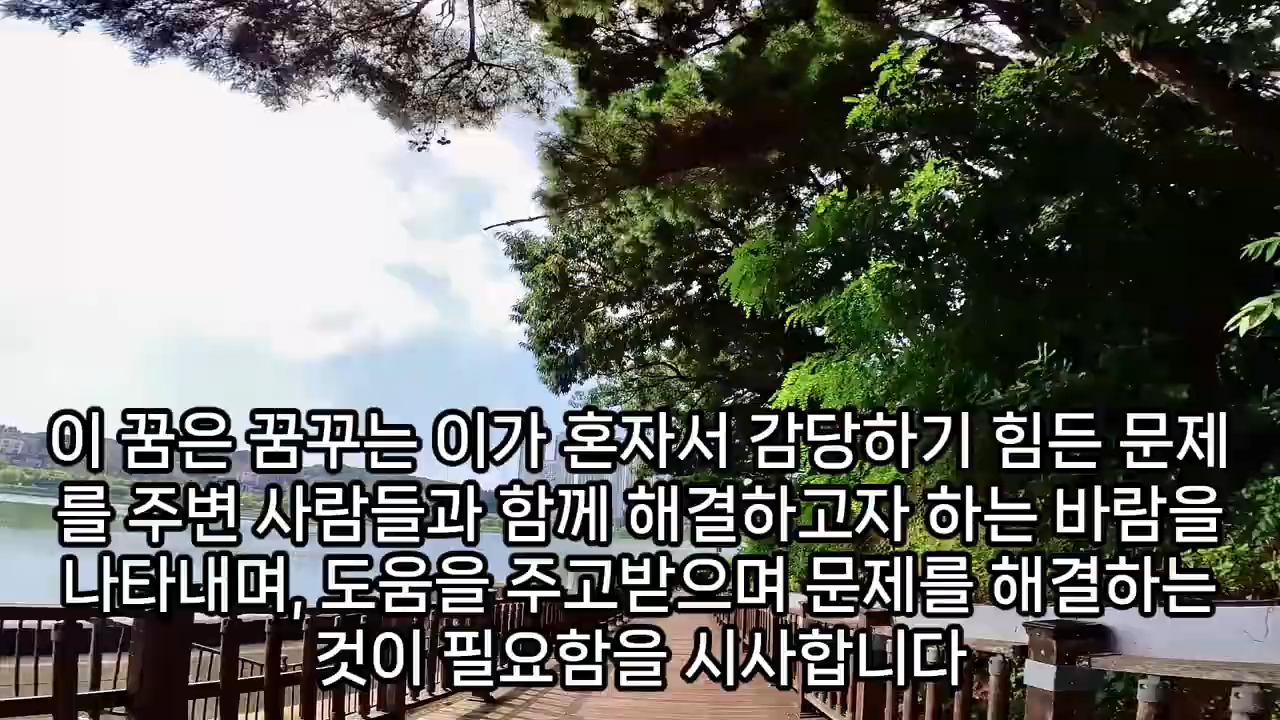 이 꿈은 꿈꾸는 이가 혼자서 감당하기 힘든 문제
를 주변 사람들과 함께 해결하고자 하는 바람을
나타내며, 도움을 주고받으며 문제를 해결하는
것이 필요함을 시사합니다